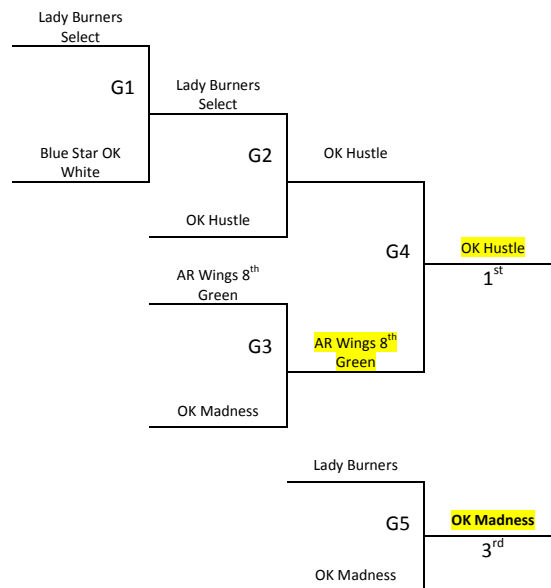 Lady Burners
Select
G1
Lady Burners
Select
Blue Star OK
White
G2
OK Hustle
OK Hustle
G4
OK Hustle
1st
AR Wings 8th
Green
G3
AR Wings 8th
Green
OK Madness
Lady Burners
G5
OK Madness
3rd
OK Madness